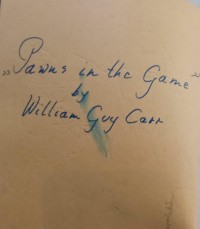 „Pawns in the Game“
by
William Guy Carr